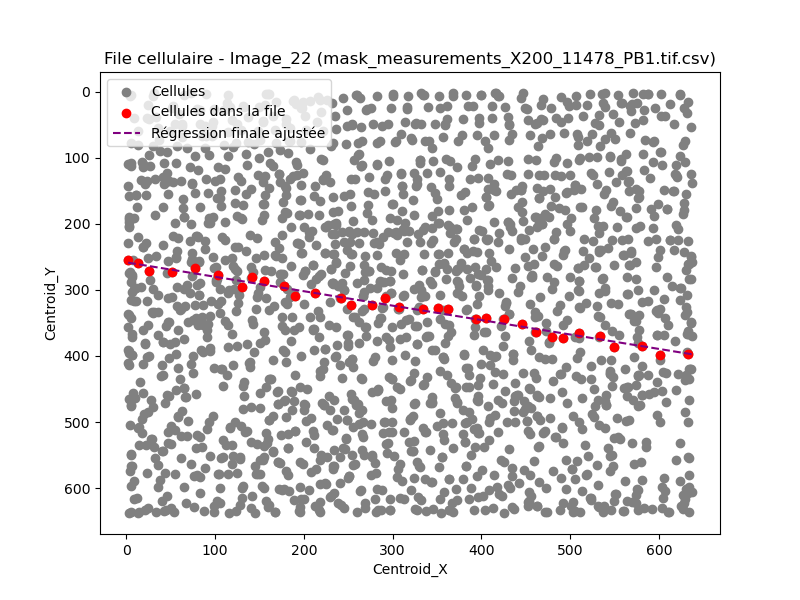 File cellulaire - Image_22 (mask_measurements_X200_11478_PB1.tif.csv)
Cellules
Cellules dans la file
Régression finale ajustée
0
100
200
300
400
500
600
Centroid_Y
0 100 200 300 400 500 600
Centroid_X